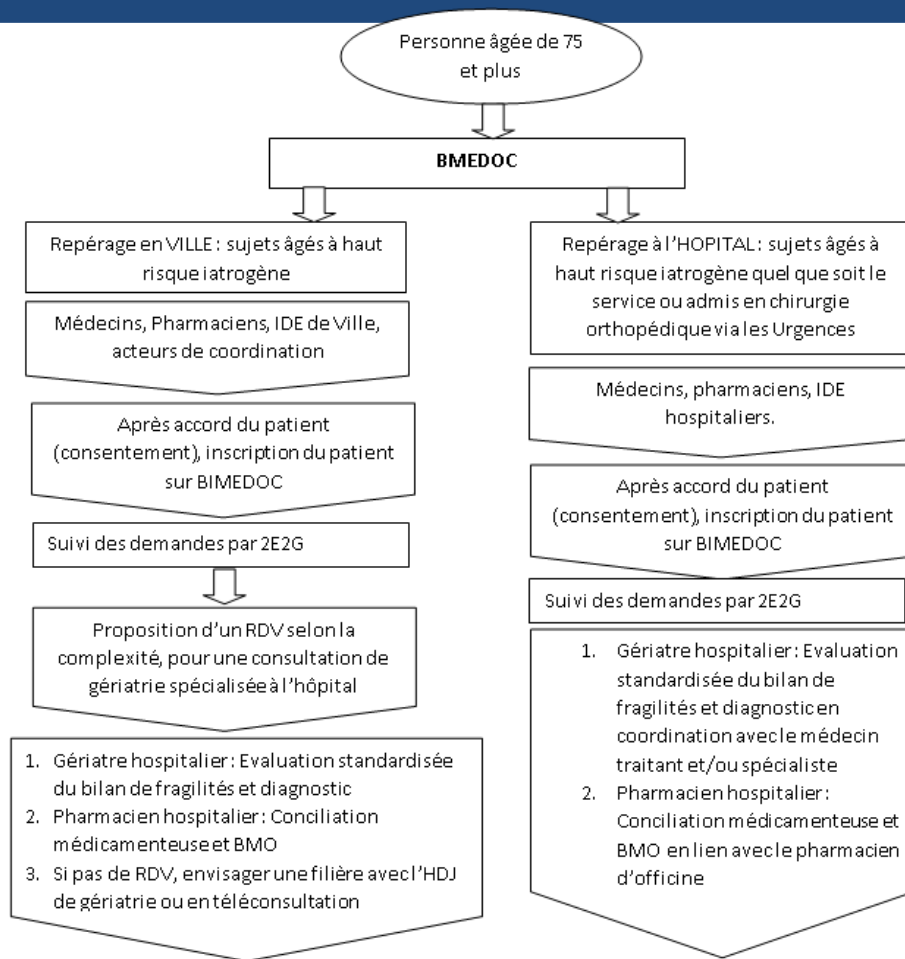 Personne âgée de 75
et plus
BMEDOC
Repérage en VILLE : sujets âgés à haut
risque iatrogène
Médecins, Pharmaciens, IDE de Ville,
acteurs de coordination
Après accord du patient
(consentement), inscription du patient
sur BIMEDOC
Suivi des demandes par 2E2G
Proposition d’un RDV selon la
complexité, pour une consultation de
gériatrie spécialisée à l’hôpital
1. Gériatre hospitalier : Evaluation standardisée
du bilan de fragilités et diagnostic
2. Pharmacien hospitalier : Conciliation
médicamenteuse et BMO
3. Si pas de RDV, envisager une filière avec l’HDJ
de gériatrie ou en téléconsultation
Repérage à l’HOPITAL : sujets âgés à
haut risque iatrogène quel que soit le
service ou admis en chirurgie
orthopédique via les Urgences
Médecins, pharmaciens, IDE
hospitaliers.
Après accord du patient
(consentement), inscription du patient
sur BIMEDOC
Suivi des demandes par 2E2G
1. Gériatre hospitalier : Evaluation
standardisée du bilan de
fragilités et diagnostic en
coordination avec le médecin
traitant et/ou spécialiste
2. Pharmacien hospitalier :
Conciliation médicamenteuse et
BMO en lien avec le pharmacien
d’officine